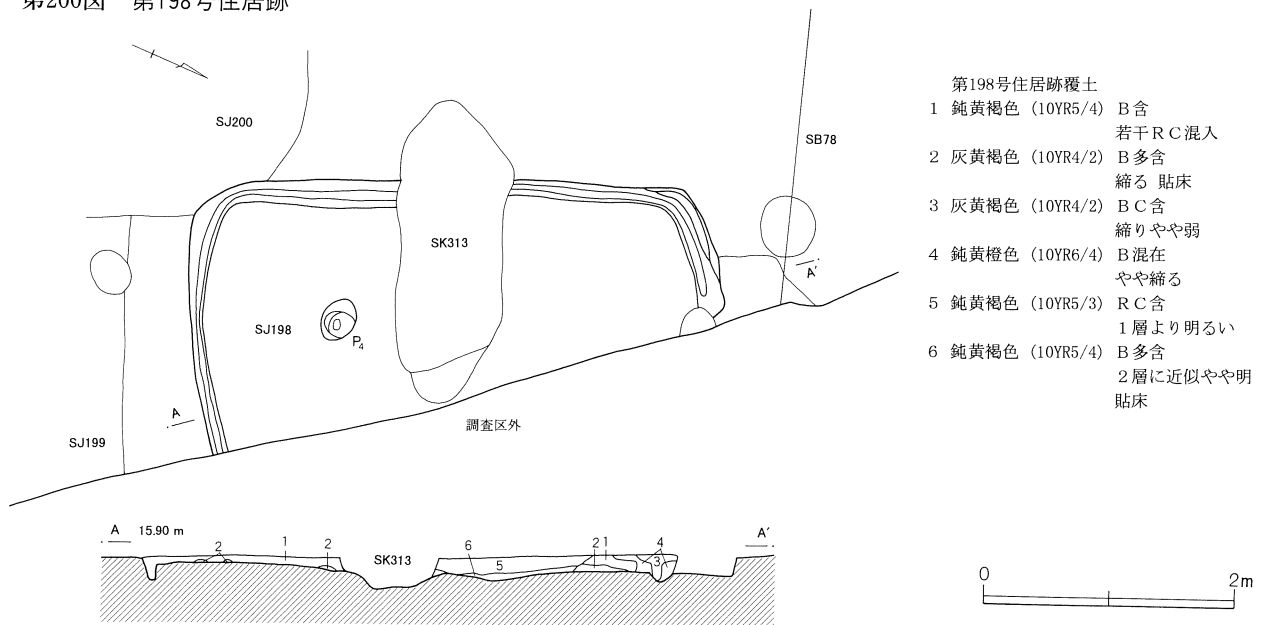 第200図 第198号住居跡
SJ200
SB78
SK313
A′
SJ198
P4
A
SJ199
調査区外
第198号住居跡覆土
1 鈍黄褐色 (10YR5/4) B含
若干RC混入
2 灰黄褐色 (10YR4/2) B多含
締る 貼床
3 灰黄褐色 (10YR4/2) BC含
締りやや弱
4 鈍黄橙色 (10YR6/4) B混在
やや締る
5 鈍黄褐色 (10YR5/3) RC含
1層より明るい
6 鈍黄褐色 (10YR5/4) B多含
2層に近似やや明
貼床
A 15.90 m A′
2 1 2 SK313 6 5 2 1 4 3
0 2m